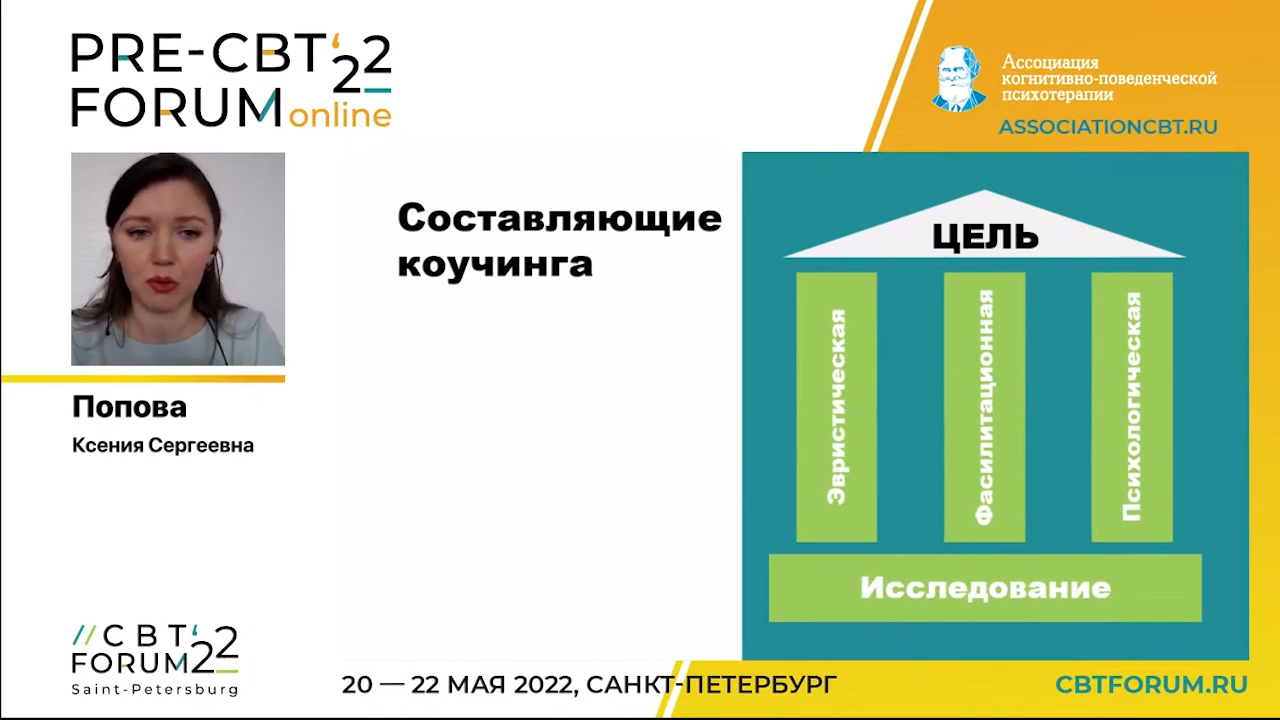 PRE-CBT'22
FORUM online
Ассоциация
когнитивно-поведенческой
психотерапии
ASSOCIATIONCBT.RU
Попова
Ксения Сергеевна
Составляющие
коучинга
ЦЕЛЬ
Эвристическая
Фасилитационная
Психологическая
Исследование
//CBT'22
FORUM
Saint-Petersburg
20 — 22 МАЯ 2022, САНКТ-ПЕТЕРБУРГ
CBTFORUM.RU